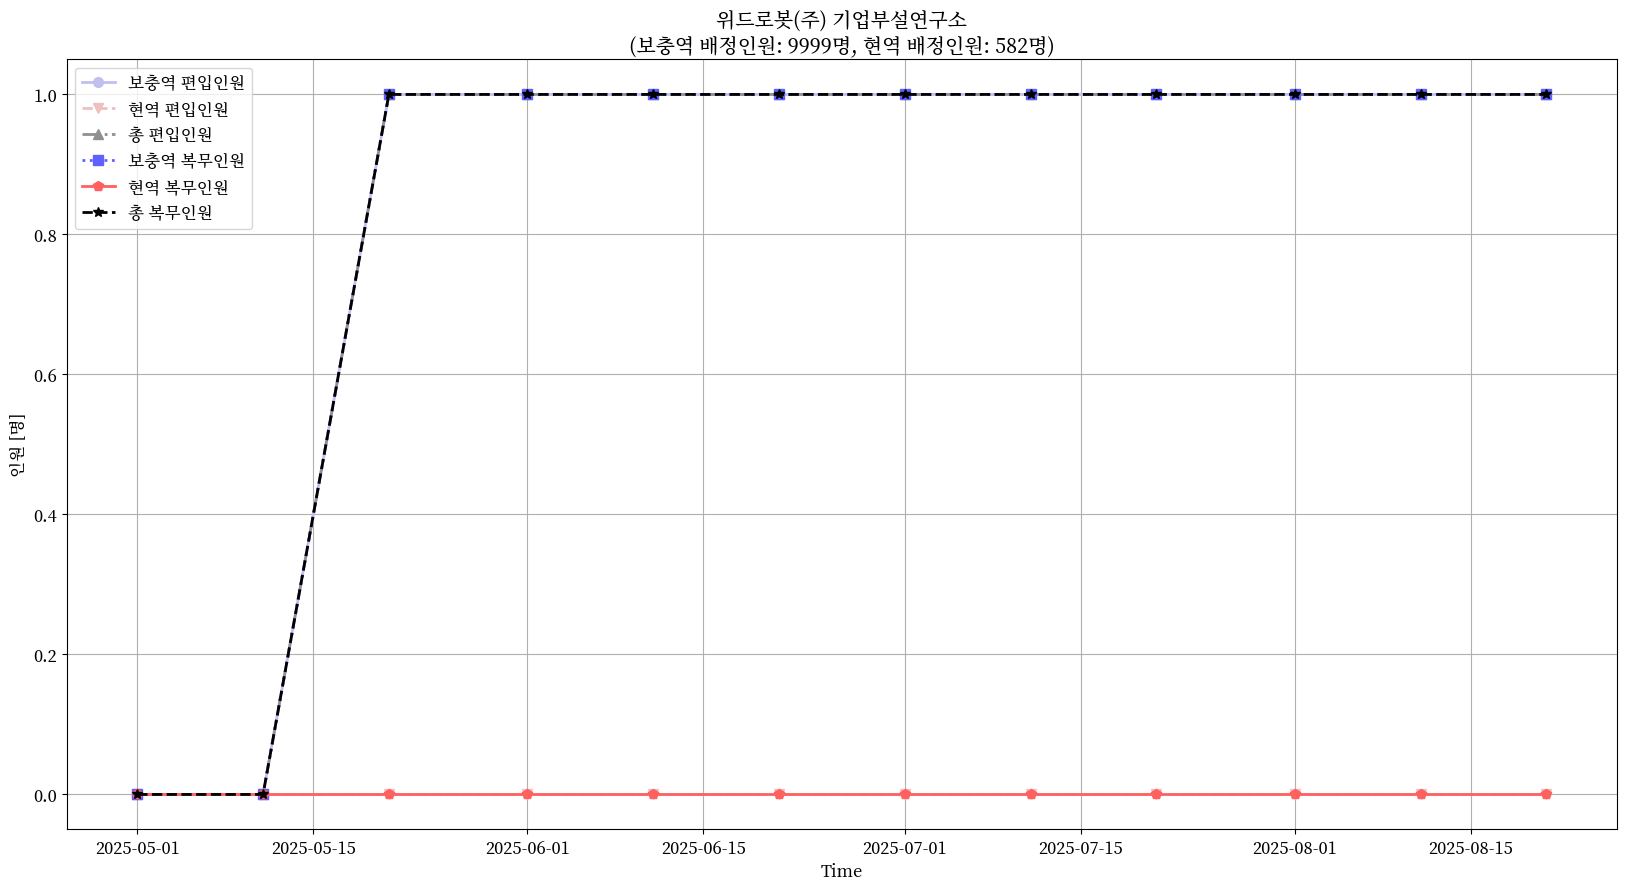 위드로봇(주) 기업부설연구소
(보충역 배정인원: 9999명, 현역 배정인원: 582명)
보충역 편입인원
현역 편입인원
총 편입인원
보충역 복무인원
현역 복무인원
총 복무인원
1.0
0.8
0.6
0.4
0.2
0.0
인원 [명]
2025-05-01 2025-05-15 2025-06-01 2025-06-15 2025-07-01 2025-07-15 2025-08-01 2025-08-15
Time